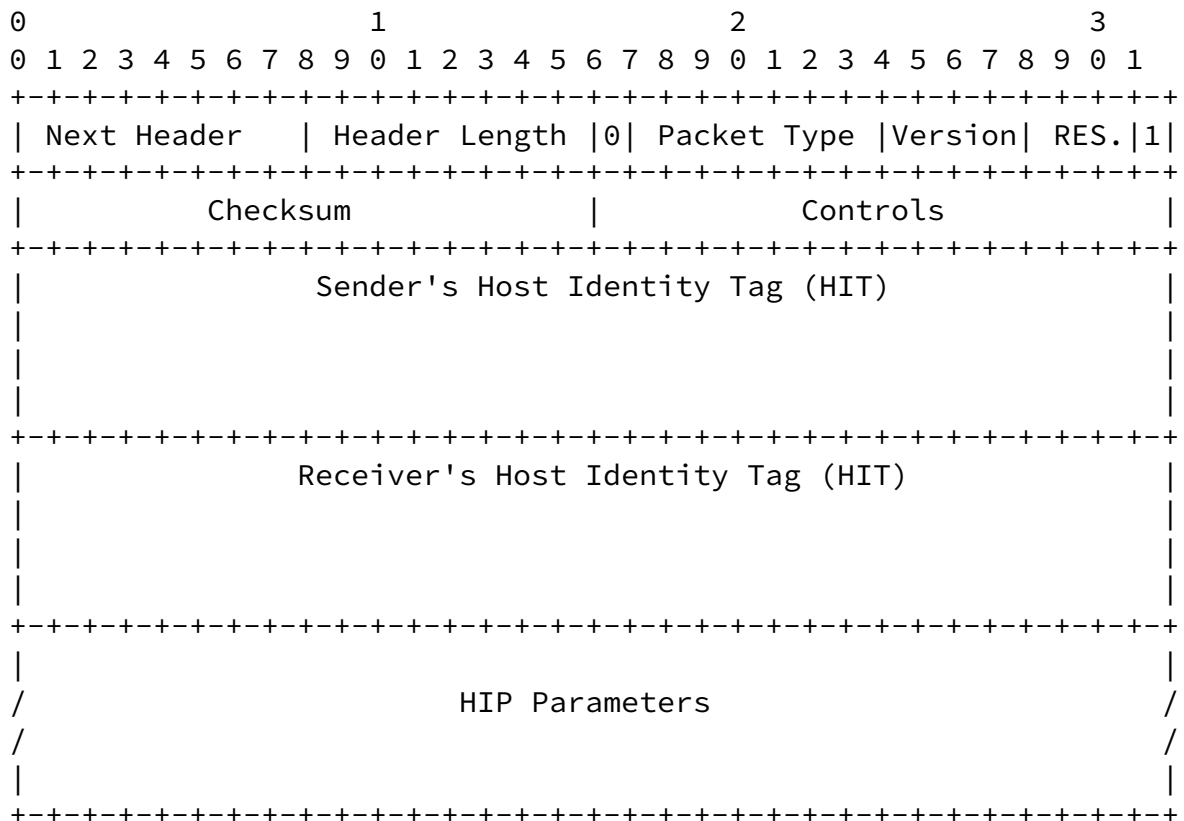 0                   1                   2                   3
0 1 2 3 4 5 6 7 8 9 0 1 2 3 4 5 6 7 8 9 0 1 2 3 4 5 6 7 8 9 0 1
+-+-+-+-+-+-+-+-+-+-+-+-+-+-+-+-+-+-+-+-+-+-+-+-+-+-+-+-+-+-+-+-+
| Next Header   | Header Length |0| Packet Type |Version| RES.|1|
+-+-+-+-+-+-+-+-+-+-+-+-+-+-+-+-+-+-+-+-+-+-+-+-+-+-+-+-+-+-+-+-+
|          Checksum             |           Controls            |
+-+-+-+-+-+-+-+-+-+-+-+-+-+-+-+-+-+-+-+-+-+-+-+-+-+-+-+-+-+-+-+-+
|                Sender's Host Identity Tag (HIT)               |
|                                                               |
|                                                               |
|                                                               |
+-+-+-+-+-+-+-+-+-+-+-+-+-+-+-+-+-+-+-+-+-+-+-+-+-+-+-+-+-+-+-+-+
|               Receiver's Host Identity Tag (HIT)              |
|                                                               |
|                                                               |
|                                                               |
+-+-+-+-+-+-+-+-+-+-+-+-+-+-+-+-+-+-+-+-+-+-+-+-+-+-+-+-+-+-+-+-+
|                                                               |
/                        HIP Parameters                         /
/                                                               /
|                                                               |
+-+-+-+-+-+-+-+-+-+-+-+-+-+-+-+-+-+-+-+-+-+-+-+-+-+-+-+-+-+-+-+-+